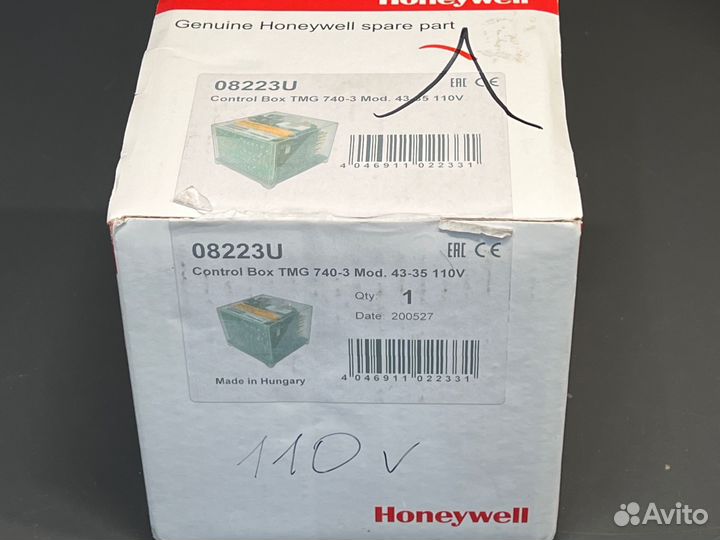 Honeywell
Genuine Honeywell spare part
08223U
EAC CE
Control Box TMG 740-3 Mod. 43-35 110V
4 046911 022331
08223U
EAC CE
Control Box TMG 740-3 Mod. 43-35 110V
Qty: 1
Date: 200527
Made in Hungary
4 046911 022331
110 v
Honeywell
Avito